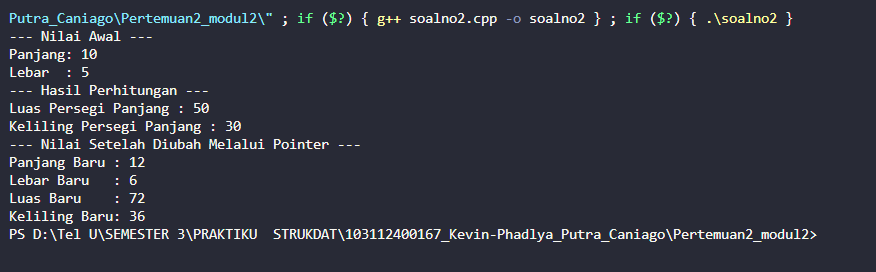 Putra_Caniago\Pertemuan2_modul2\" ; if ($?) { g++ soalno2.cpp -o soalno2 } ; if ($?) { .\soalno2 }
--- Nilai Awal ---
Panjang: 10
Lebar  : 5
--- Hasil Perhitungan ---
Luas Persegi Panjang : 50
Keliling Persegi Panjang : 30
--- Nilai Setelah Diubah Melalui Pointer ---
Panjang Baru : 12
Lebar Baru   : 6
Luas Baru    : 72
Keliling Baru: 36
PS D:\Tel U\SEMESTER 3\PRAKTIKU  STRUKDAT\103112400167_Kevin-Phadlya_Putra_Caniago\Pertemuan2_modul2>